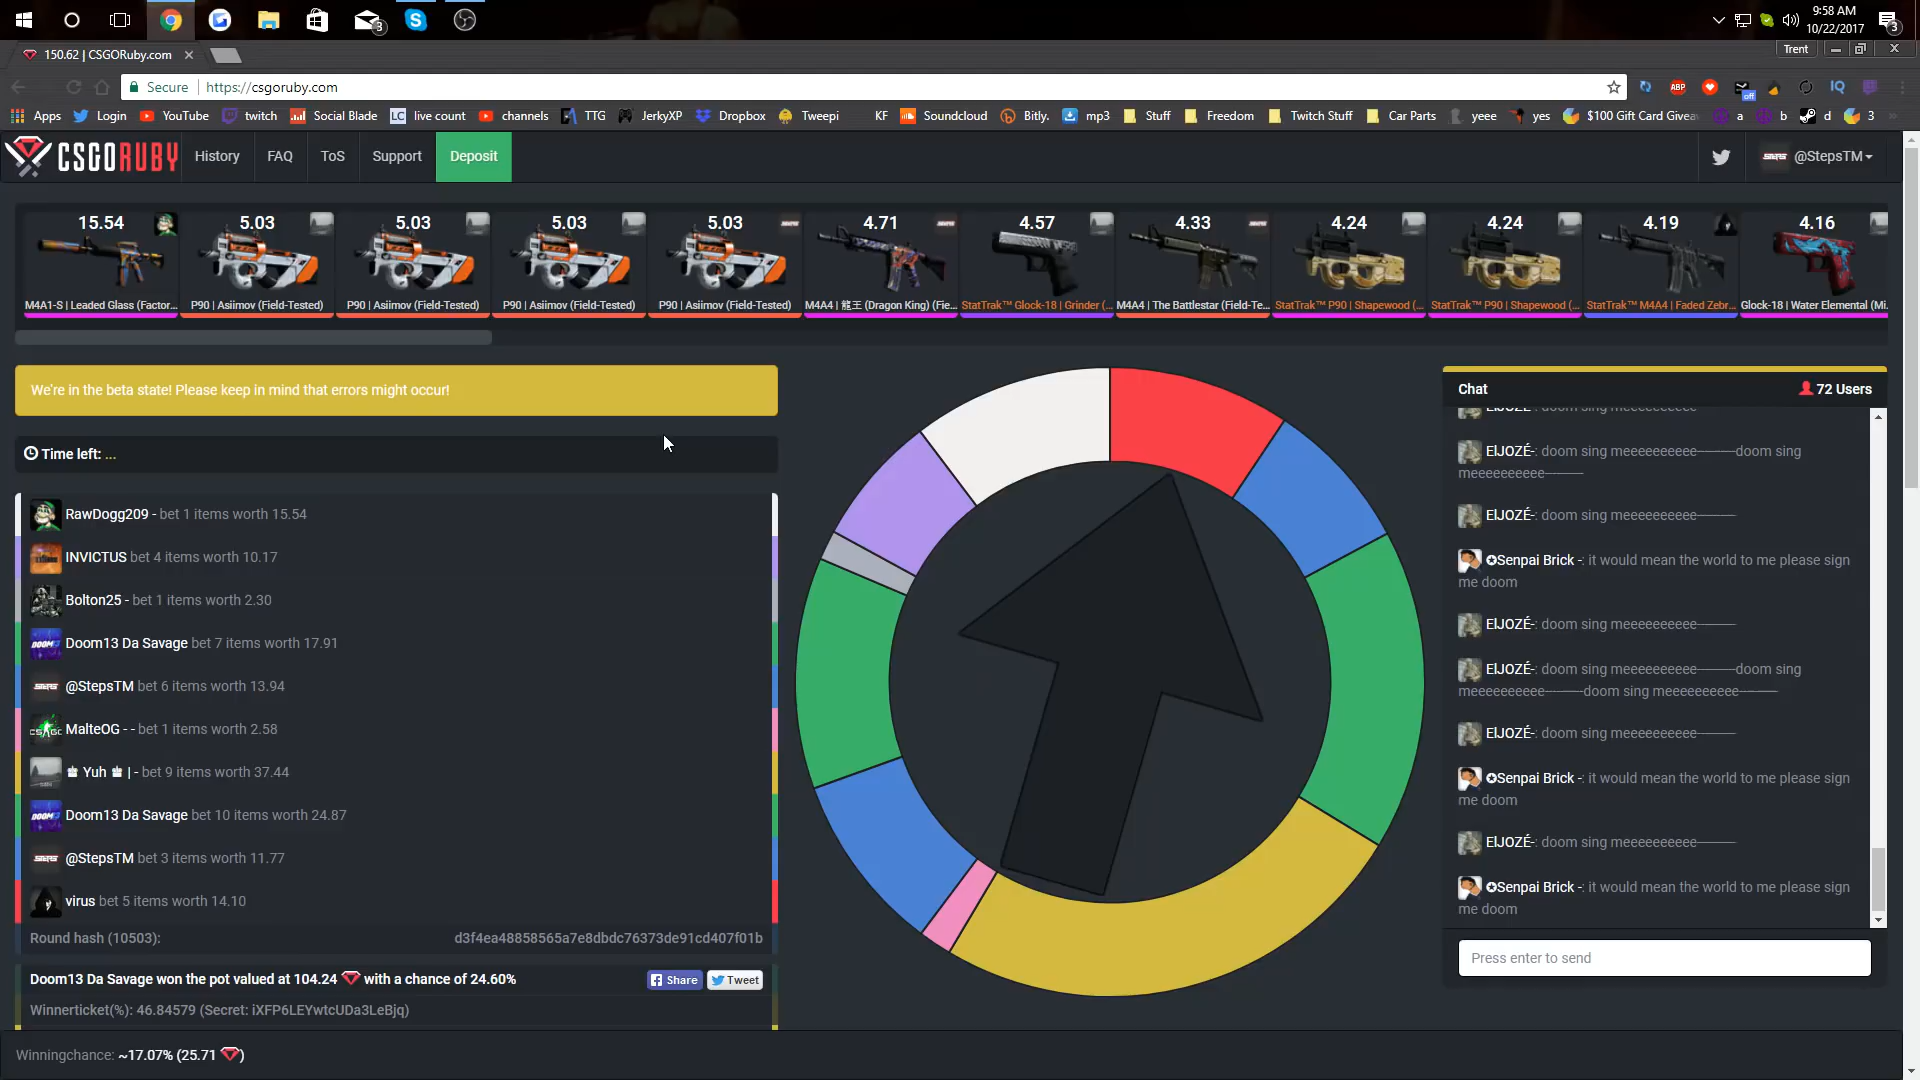 9:58 AM
10/22/2017
3
3
150.62 | CSGORuby.com
Trent
Secure
https://csgoruby.com
ABP
off
IQ
Apps
Login
YouTube
twitch
Social Blade
LC live count
channels
TTG
JerkyXP
Dropbox
Tweepi
KF
Soundcloud
Bitly.
mp3
Stuff
Freedom
Twitch Stuff
Car Parts
yeee
yes
$100 Gift Card Givea
a
b
d
3
CSGORUBY
History
FAQ
ToS
Support
Deposit
@StepsTM
15.54
M4A1-S | Leaded Glass (Factor...
5.03
P90 | Asiimov (Field-Tested)
5.03
P90 | Asiimov (Field-Tested)
5.03
P90 | Asiimov (Field-Tested)
5.03
P90 | Asiimov (Field-Tested)
4.71
M4A4 | 龍王 (Dragon King) (Fie...
4.57
StatTrak™ Glock-18 | Grinder (...
4.33
M4A4 | The Battlestar (Field-Te...
4.24
StatTrak™ P90 | Shapewood (...
4.24
StatTrak™ P90 | Shapewood (...
4.19
StatTrak™ M4A4 | Faded Zebr...
4.16
Glock-18 | Water Elemental (Mi...
We're in the beta state! Please keep in mind that errors might occur!
Time left: ...
RawDogg209 - bet 1 items worth 15.54
INVICTUS bet 4 items worth 10.17
Bolton25 - bet 1 items worth 2.30
Doom13 Da Savage bet 7 items worth 17.91
@StepsTM bet 6 items worth 13.94
MalteOG - - bet 1 items worth 2.58
Yuh | - bet 9 items worth 37.44
Doom13 Da Savage bet 10 items worth 24.87
@StepsTM bet 3 items worth 11.77
virus bet 5 items worth 14.10
Round hash (10503): d3f4ea48858565a7e8dbdc76373de91cd407f01b
Doom13 Da Savage won the pot valued at 104.24 with a chance of 24.60%
Share
Tweet
Winnerticket(%): 46.84579 (Secret: iXFP6LEYwtcUDa3LeBjq)
Winningchance: ~17.07% (25.71 )
Chat
72 Users
ElJOZÉ-: doom sing meeeeeeeeee-----------doom sing
meeeeeeeeee-----------
ElJOZÉ-: doom sing meeeeeeeeee-----------
✪Senpai Brick -: it would mean the world to me please sign
me doom
ElJOZÉ-: doom sing meeeeeeeeee-----------
ElJOZÉ-: doom sing meeeeeeeeee-----------doom sing
meeeeeeeeee-----------doom sing meeeeeeeeee-----------
ElJOZÉ-: doom sing meeeeeeeeee-----------
✪Senpai Brick -: it would mean the world to me please sign
me doom
ElJOZÉ-: doom sing meeeeeeeeee-----------
✪Senpai Brick -: it would mean the world to me please sign
me doom
Press enter to send